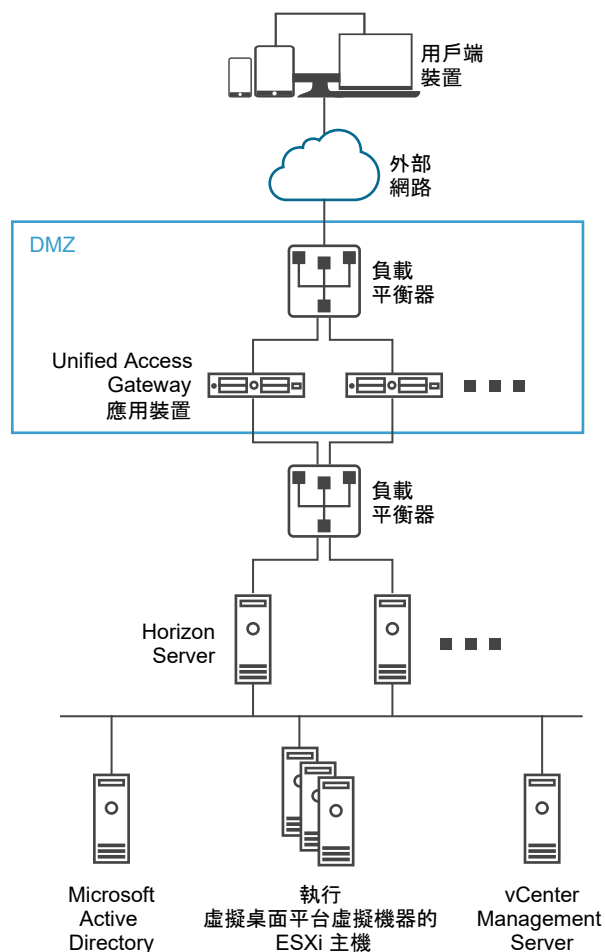 用戶端
裝置
外部
網路
DMZ
負載
平衡器
Unified Access
Gateway
應用裝置
負載
平衡器
Horizon
Server
Microsoft
Active
Directory
執行
虛擬桌面平台虛擬機器的
ESXi 主機
vCenter
Management
Server